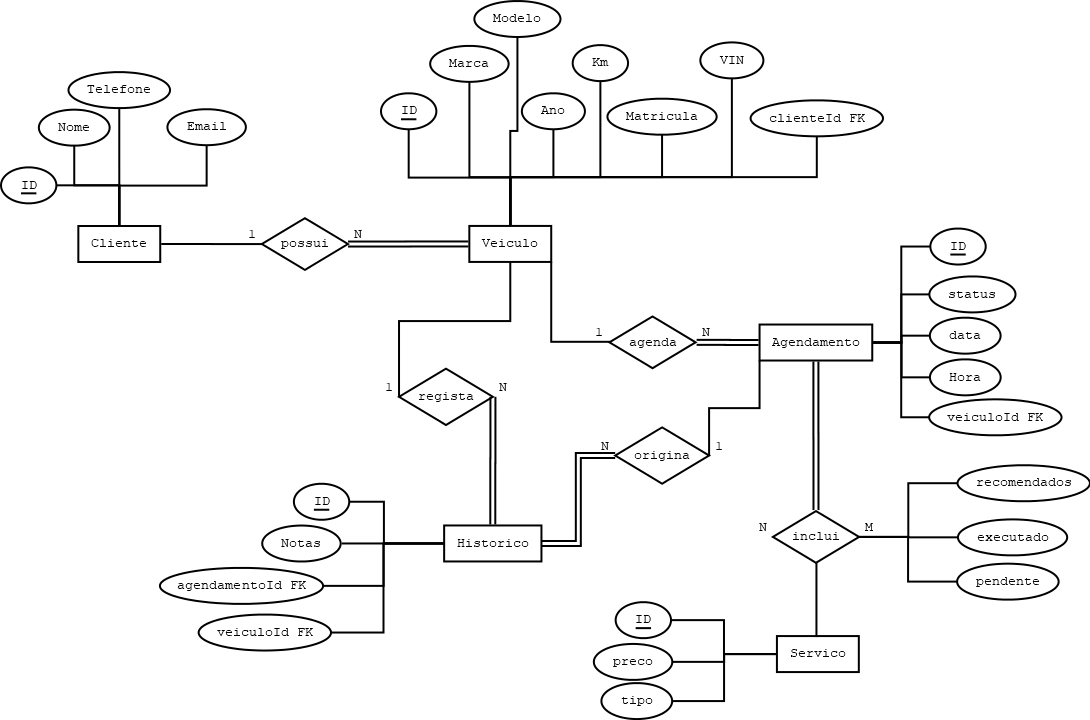 Modelo
Marca
Km
VIN
Telefone
ID
Ano
Matricula
clienteId FK
Nome
Email
ID
Cliente
1
possui
N
Veiculo
ID
status
data
Hora
veiculoId FK
1
agenda
N
Agendamento
1
regista
N
N
origina
1
ID
Notas
agendamentoId FK
veiculoId FK
Historico
recomendados
executado
pendente
N
inclui
M
ID
preco
tipo
Servico